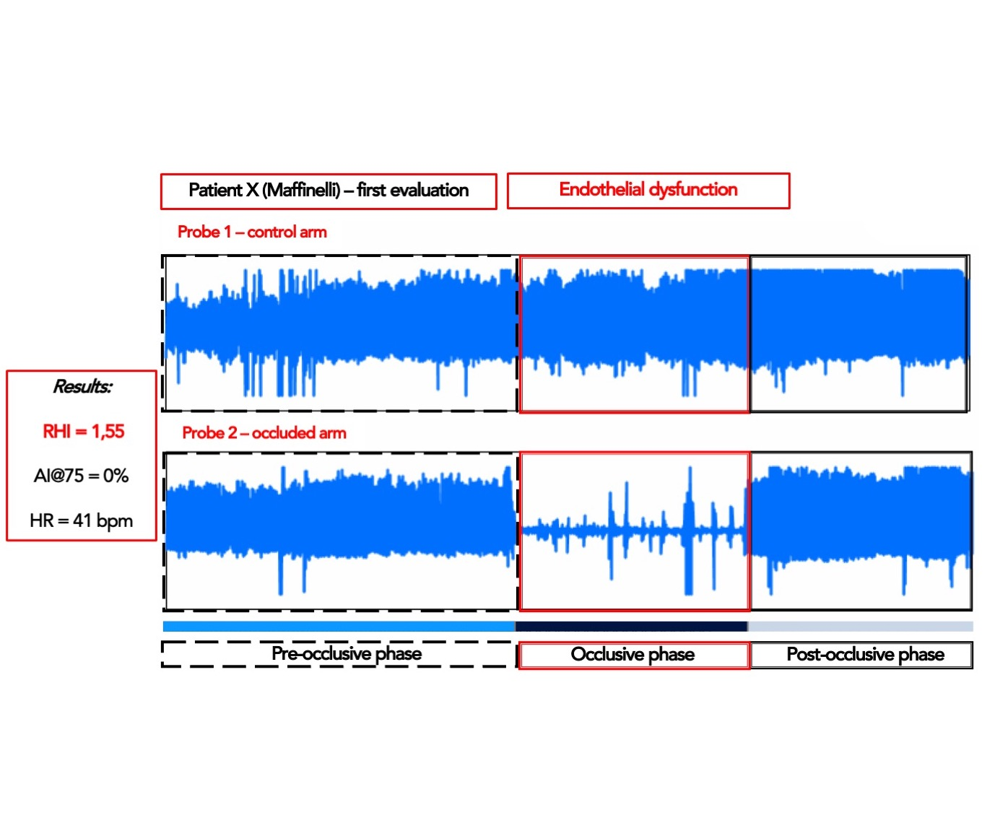 Patient X (Maffinelli) – first evaluation
Endothelial dysfunction
Probe 1 – control arm
Results:
RHI = 1,55
AI@75 = 0%
HR = 41 bpm
Probe 2 – occluded arm
Pre-occlusive phase
Occlusive phase
Post-occlusive phase